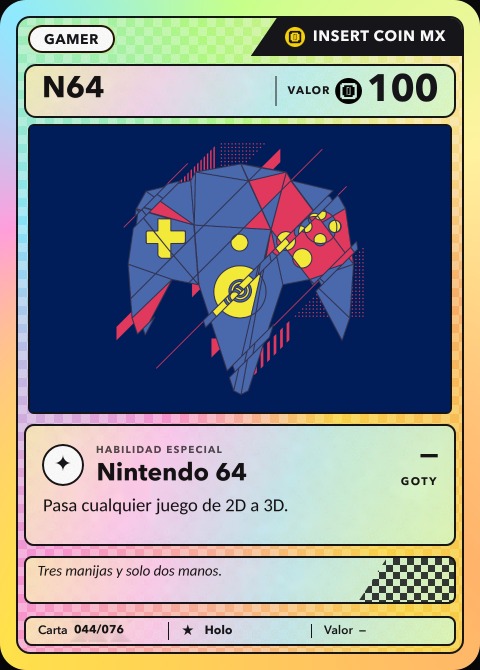 GAMER
INSERT COIN MX
N64
VALOR 100
HABILIDAD ESPECIAL
Nintendo 64
–
GOTY
Pasa cualquier juego de 2D a 3D.
Tres manijas y solo dos manos.
Carta 044/076 ★ Holo Valor –